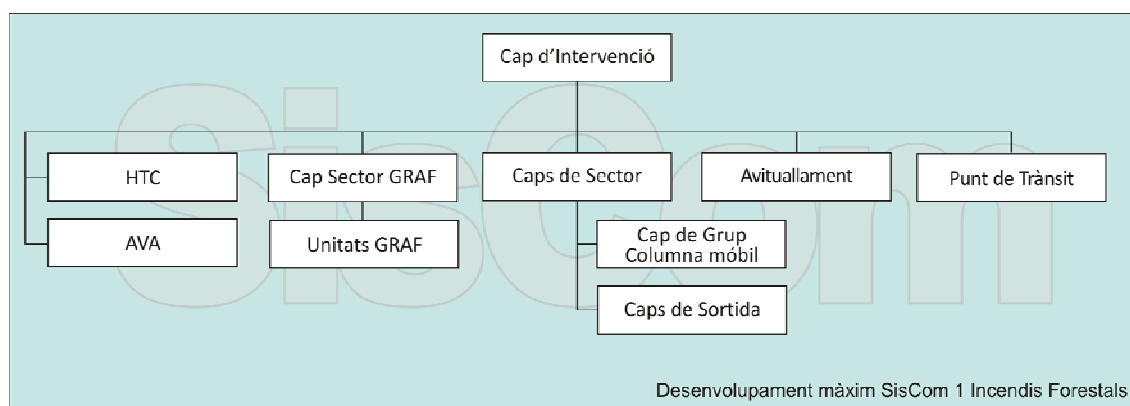 Cap d'Intervenció
SisCom
HTC
Cap Sector GRAF
Caps de Sector
Avituallament
Punt de Trànsit
AVA
Unitats GRAF
Cap de Grup
Columna móbil
Caps de Sortida
Desenvolupament màxim SisCom 1 Incendis Forestals